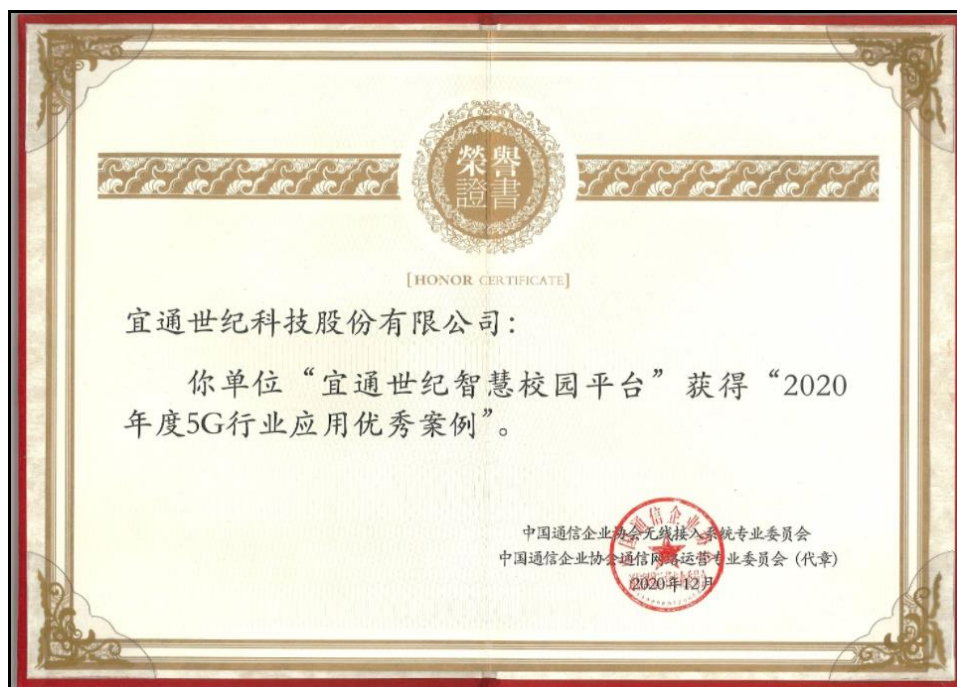 榮譽
證書
[HONOR CERTIFICATE]
宜通世纪科技股份有限公司：
你单位“宜通世纪智慧校园平台”获得“2020
年度5G行业应用优秀案例”。
中国通信企业协会无线接入系统专业委员会
中国通信企业协会通信网络运营专业委员会（代章）
2020年12月